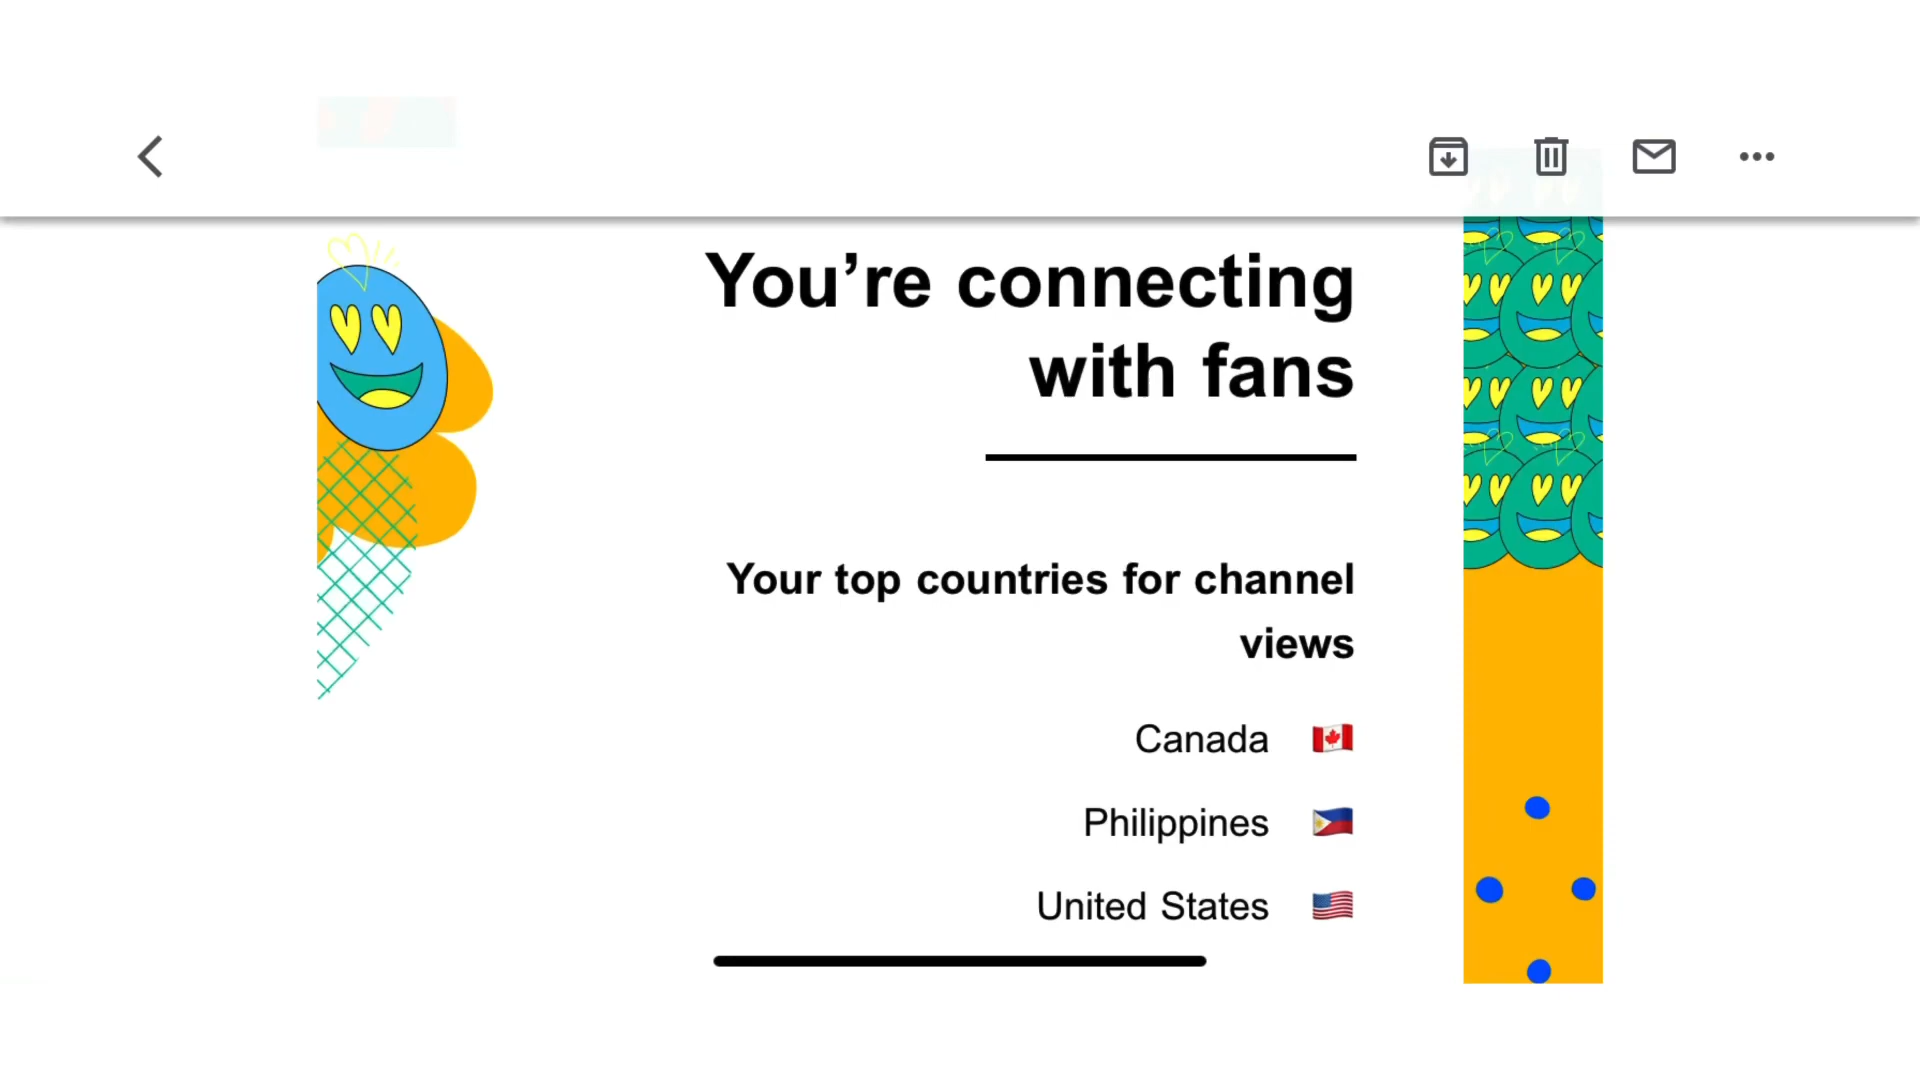 You’re connecting
with fans
Your top countries for channel
views
Canada 🇨🇦
Philippines 🇵🇭
United States 🇺🇸